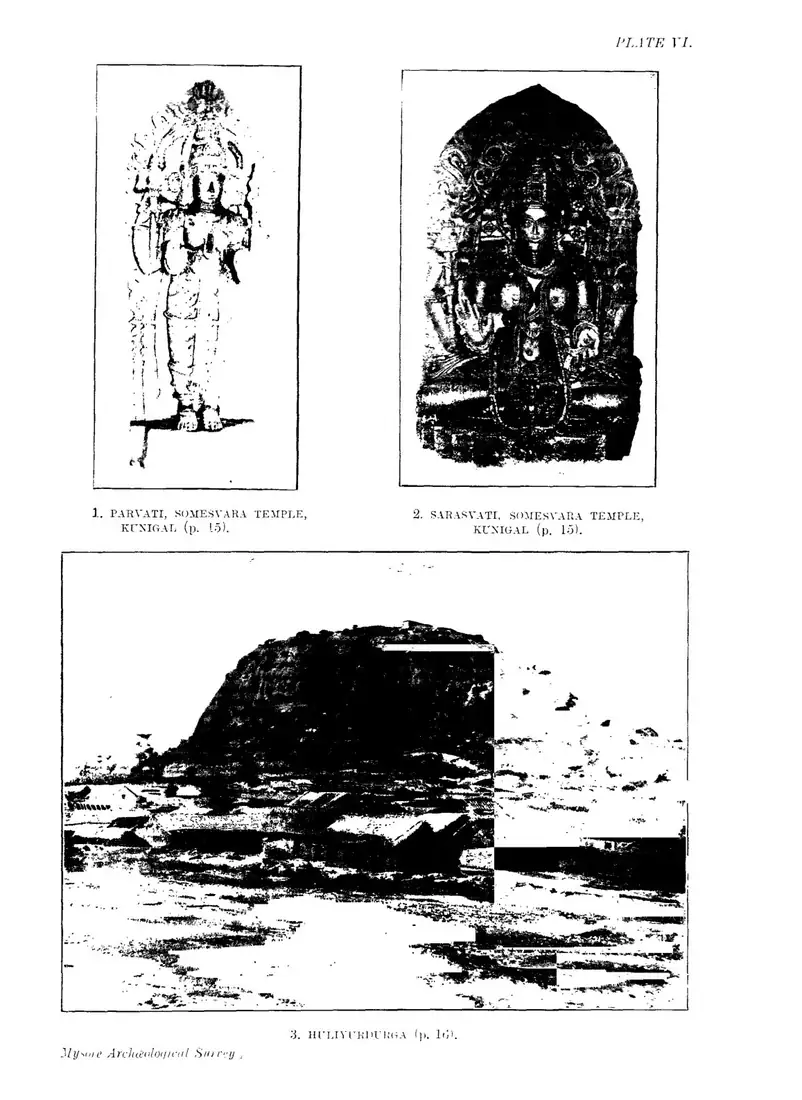 PLATE VI.
1. PARVATI, SOMESVARA TEMPLE,
KUNIGAL (p. 15).
2. SARASVATI, SOMESVARA TEMPLE,
KUNIGAL (p. 15).
3. HULIYURDURGA (p. 16).
Mysore Archæological Survey